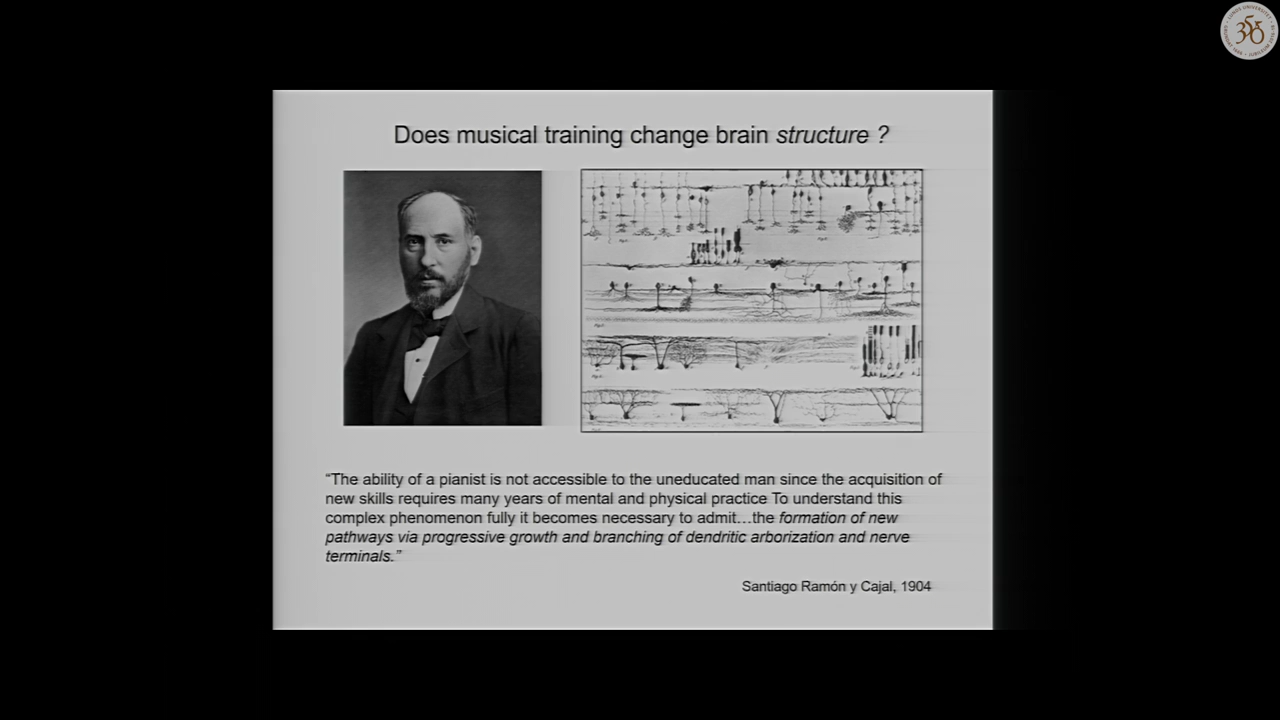 Does musical training change brain structure ?
“The ability of a pianist is not accessible to the uneducated man since the acquisition of
new skills requires many years of mental and physical practice To understand this
complex phenomenon fully it becomes necessary to admit…the formation of new
pathways via progressive growth and branching of dendritic arborization and nerve
terminals.”
Santiago Ramón y Cajal, 1904
350